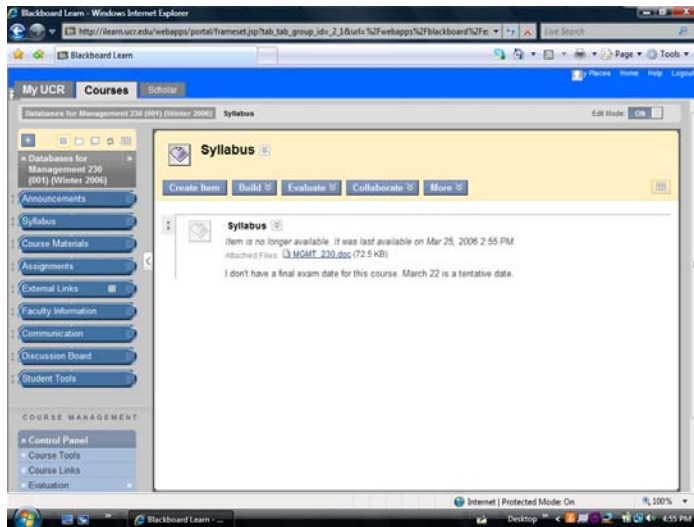 Blackboard Learn - Windows Internet Explorer
http://ilearn.ucr.edu/webapps/portal/frameset.jsp?tab_tab_group_id=_2_1&url=%2Fwebapps%2Fblackboard%2Fe
Live Search
Blackboard Learn
Page Tools
My Places Home Help Logout
My UCR Courses Scholar
Databases for Management 230 (001) (Winter 2006) Syllabus Edit Mode: ON
Databases for
Management 230
(001) (Winter 2006)
Announcements
Syllabus
Course Materials
Assignments
External Links
Faculty Information
Communication
Discussion Board
Student Tools
COURSE MANAGEMENT
Control Panel
Course Tools
Course Links
Evaluation
Syllabus
Create Item Build Evaluate Collaborate More
Syllabus
Item is no longer available. It was last available on Mar 25, 2006 2:55 PM.
Attached Files: MGMT_230.doc (72.5 KB)
I don't have a final exam date for this course. March 22 is a tentative date.
Internet | Protected Mode: On 100%
Blackboard Learn - ... Desktop 4:55 PM